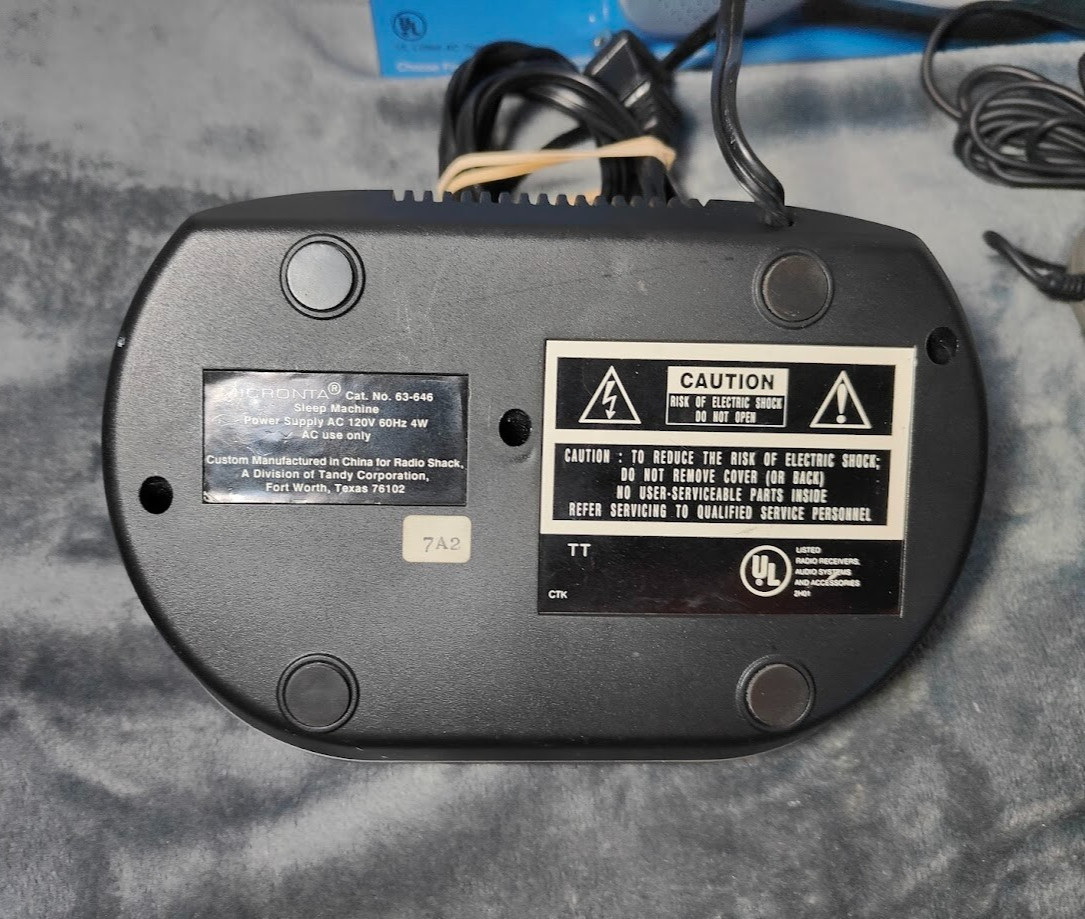 UL
MICRONTA® Cat. No. 63-646
Sleep Machine
Power Supply AC 120V 60Hz 4W
AC use only
Custom Manufactured in China for Radio Shack,
A Division of Tandy Corporation,
Fort Worth, Texas 76102
7A2
CAUTION
RISK OF ELECTRIC SHOCK
DO NOT OPEN
CAUTION : TO REDUCE THE RISK OF ELECTRIC SHOCK;
DO NOT REMOVE COVER (OR BACK)
NO USER-SERVICEABLE PARTS INSIDE
REFER SERVICING TO QUALIFIED SERVICE PERSONNEL
TT
CTK
UL
LISTED
RADIO RECEIVERS,
AUDIO SYSTEMS
AND ACCESSORIES
2H01